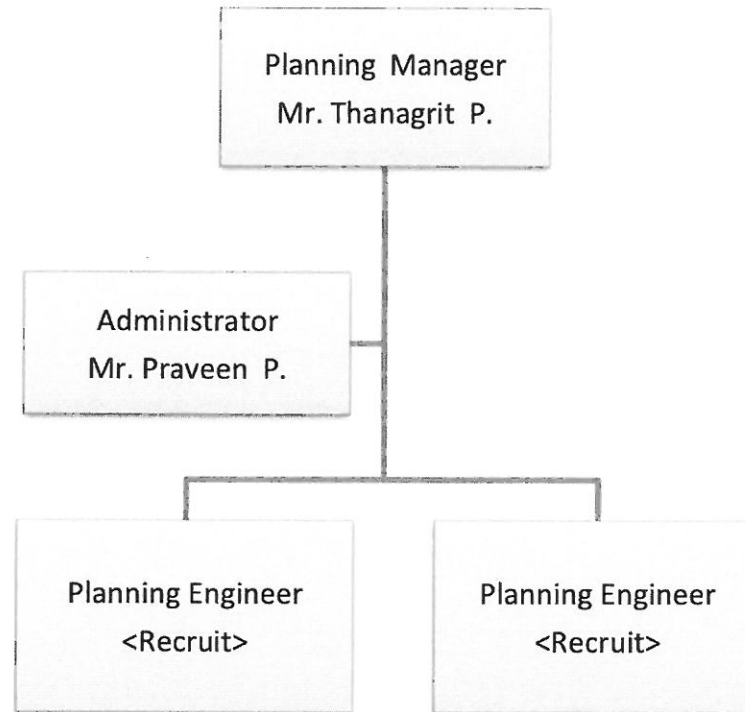 Planning Manager
Mr. Thanagrit P.
Administrator
Mr. Praveen P.
Planning Engineer
<Recruit>
Planning Engineer
<Recruit>